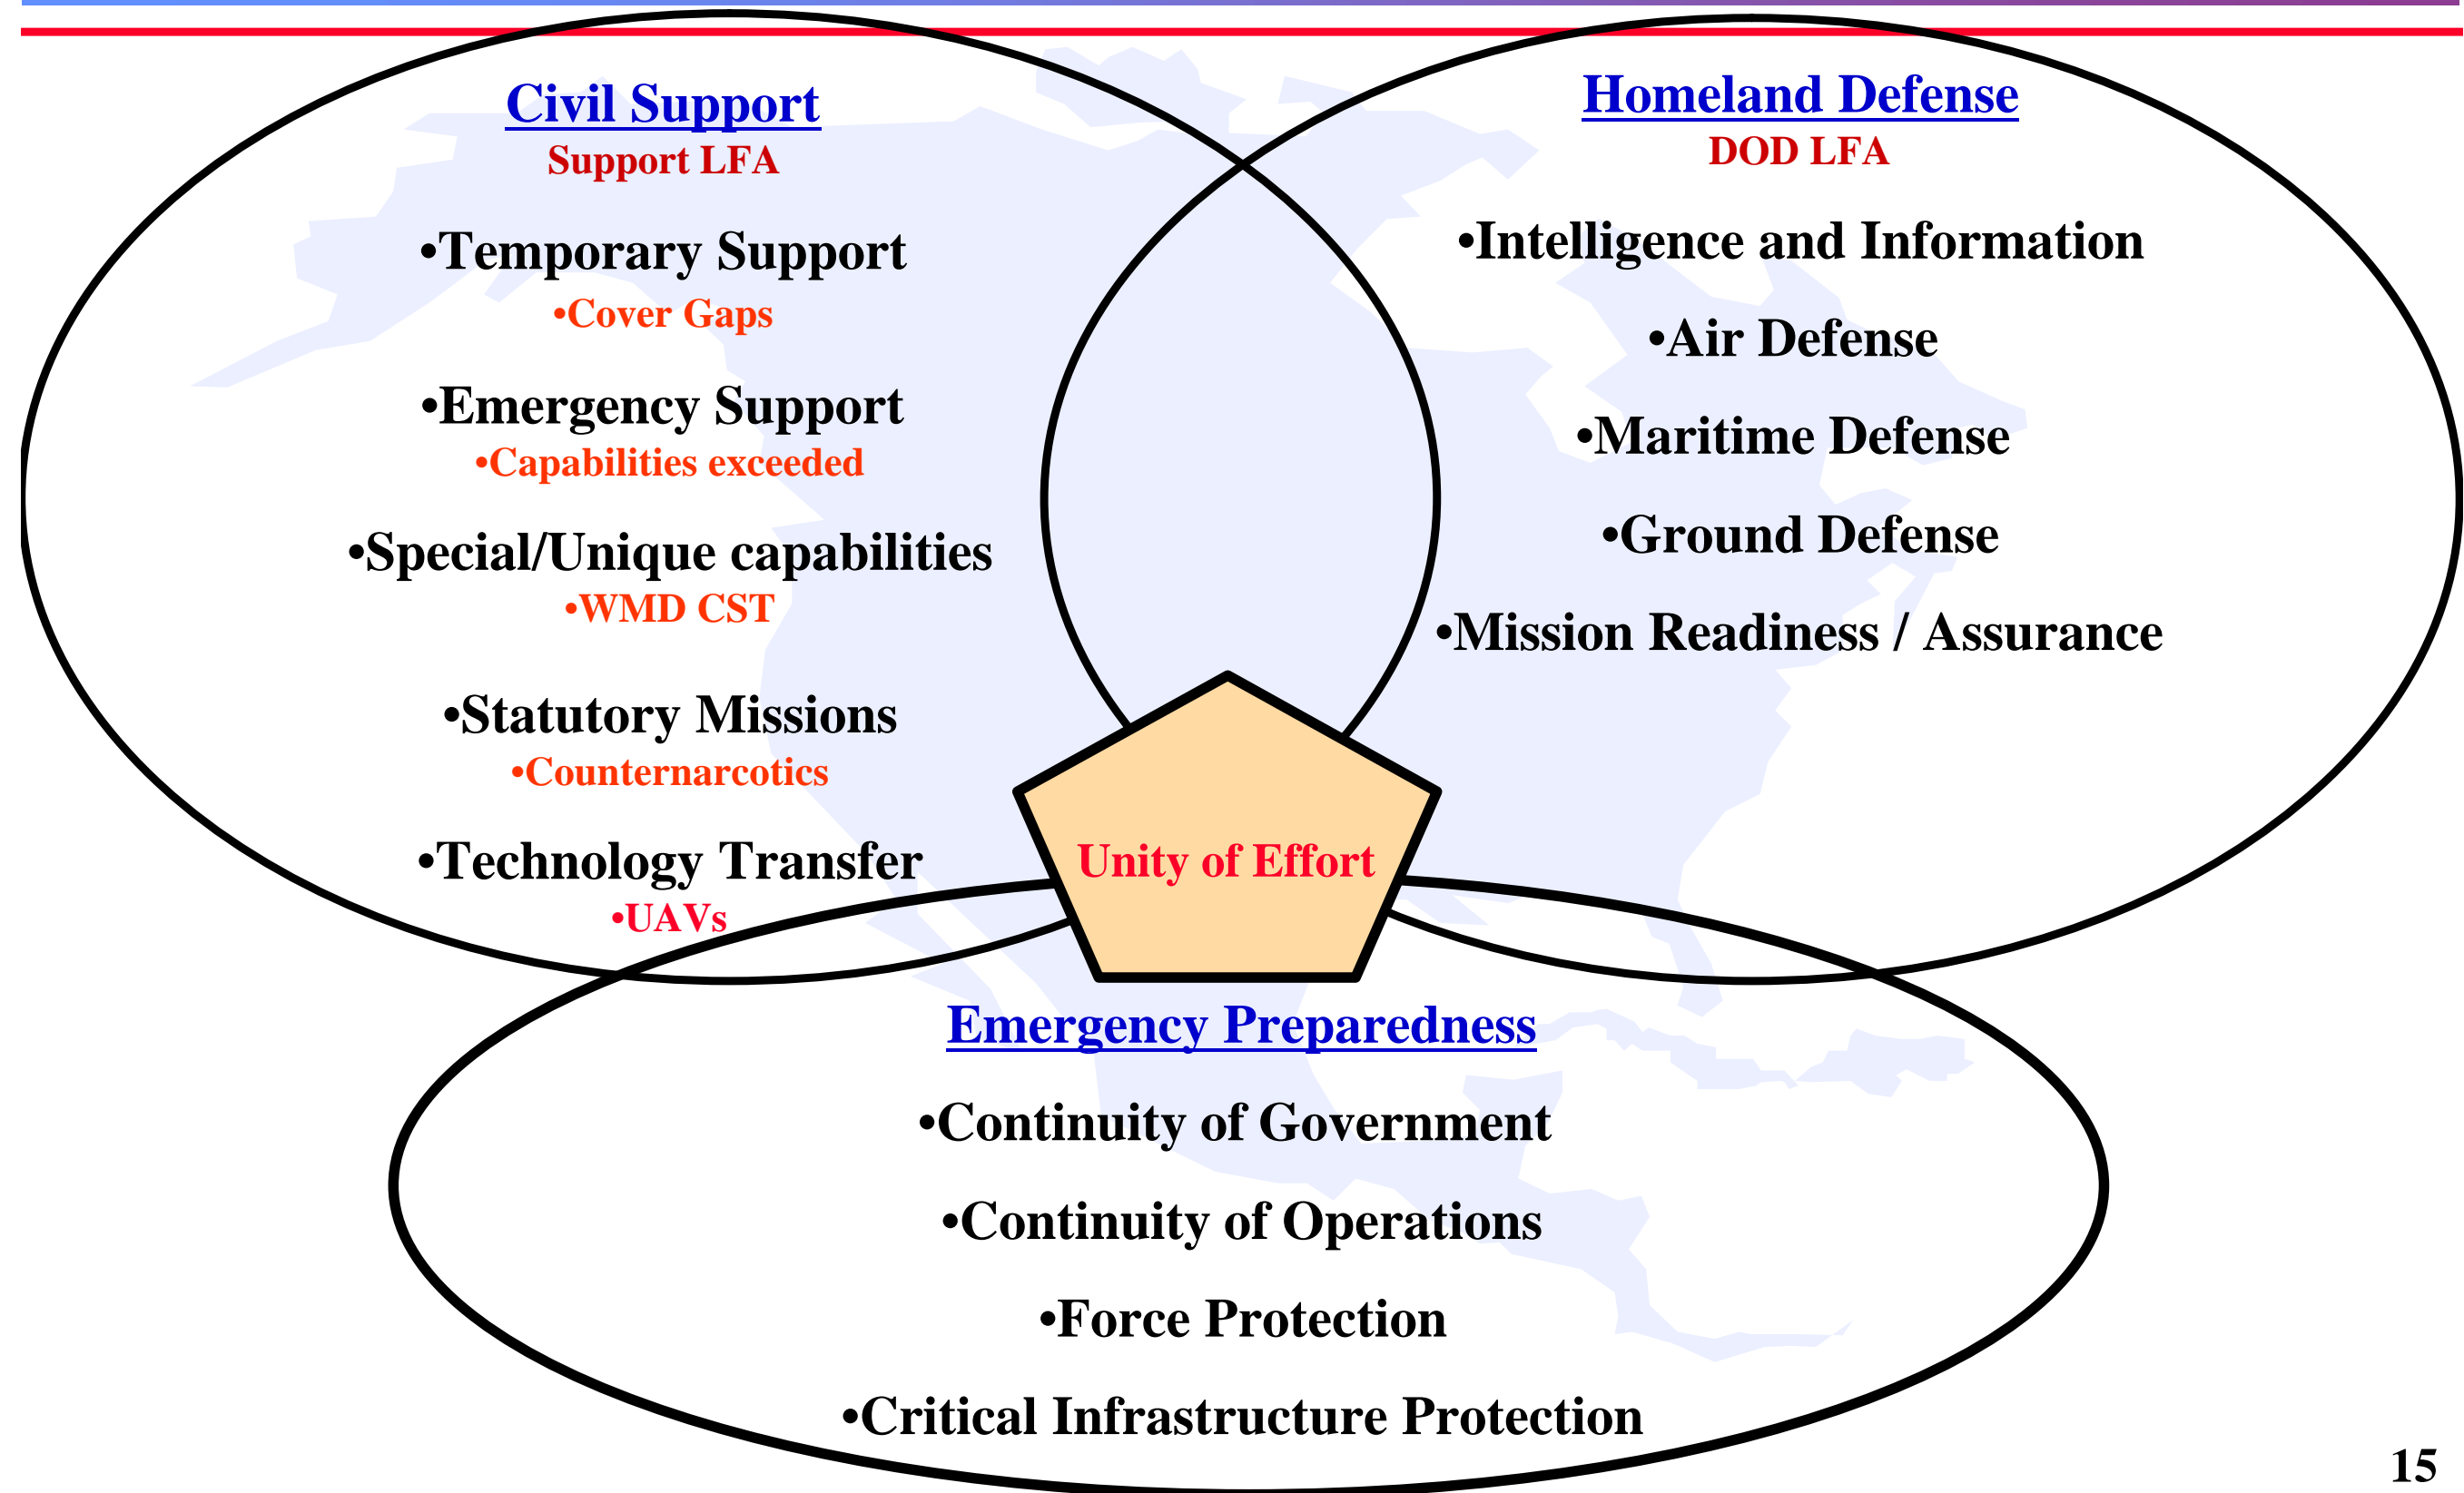 Civil Support
Support LFA
•Temporary Support
•Cover Gaps
•Emergency Support
•Capabilities exceeded
•Special/Unique capabilities
•WMD CST
•Statutory Missions
•Counternarcotics
•Technology Transfer
•UAVs
Homeland Defense
DOD LFA
•Intelligence and Information
•Air Defense
•Maritime Defense
•Ground Defense
•Mission Readiness / Assurance
Unity of Effort
Emergency Preparedness
•Continuity of Government
•Continuity of Operations
•Force Protection
•Critical Infrastructure Protection
15